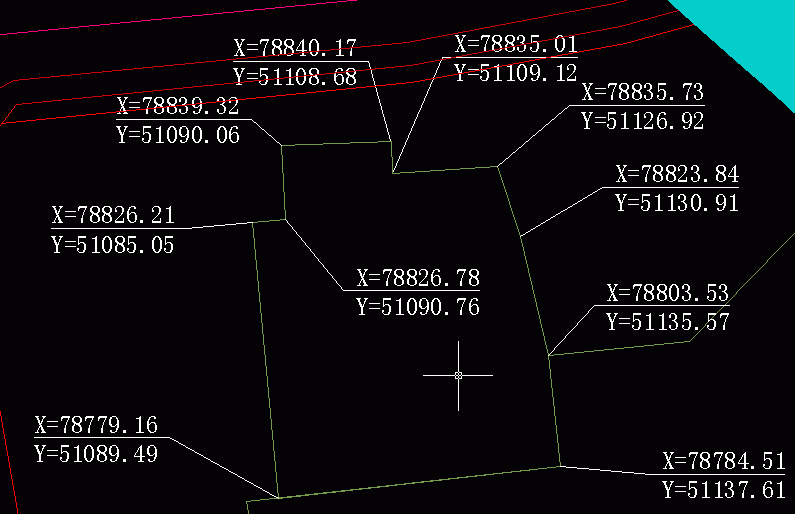 X=78840.17
Y=51108.68
X=78835.01
Y=51109.12
X=78839.32
Y=51090.06
X=78835.73
Y=51126.92
X=78823.84
Y=51130.91
X=78826.21
Y=51085.05
X=78826.78
Y=51090.76
X=78803.53
Y=51135.57
X=78779.16
Y=51089.49
X=78784.51
Y=51137.61